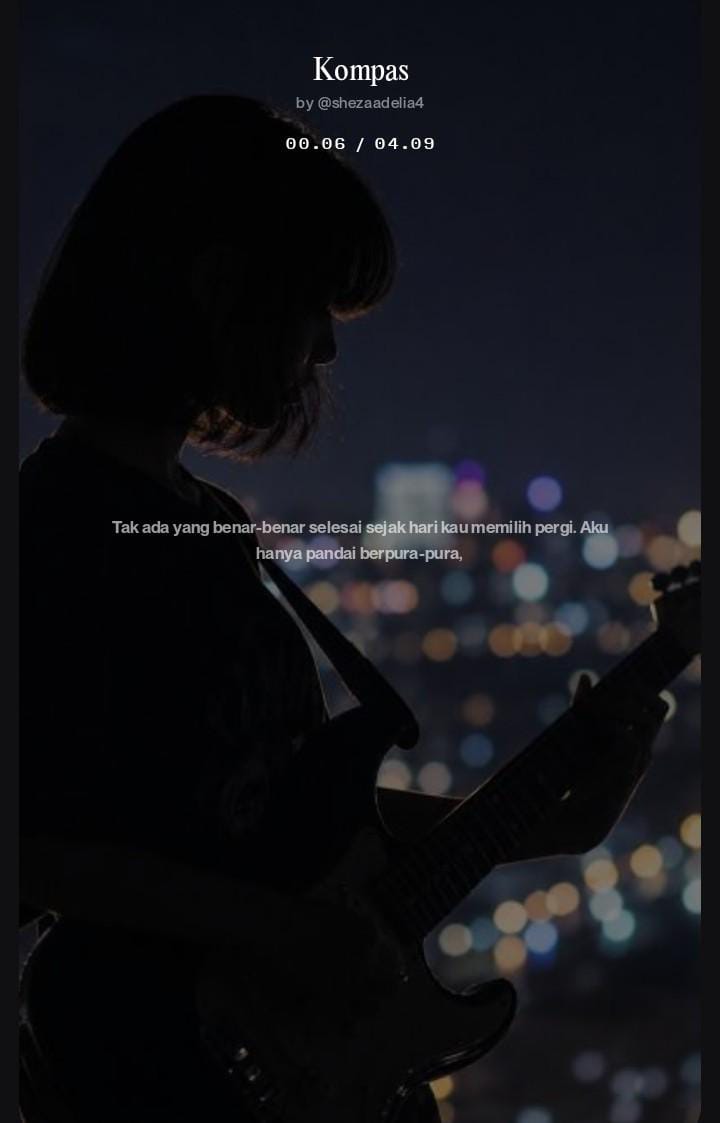 Kompas
by @shezaadelia4
00.06 / 04.09
Tak ada yang benar-benar selesai sejak hari kau memilih pergi. Aku
hanya pandai berpura-pura,